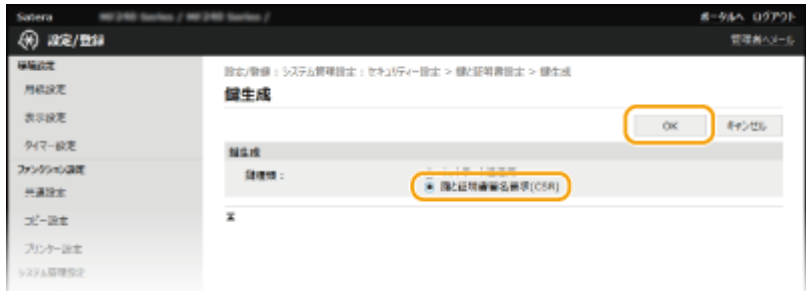 Satera
ポータルへ ログアウト
設定/登録
管理者へメール
環境設定
用紙設定
表示設定
タイマー設定
ファンクション設定
共通設定
コピー設定
プリンター設定
システム管理設定
設定/登録 : システム管理設定 : セキュリティー設定 > 鍵と証明書設定 > 鍵生成
鍵生成
OK
キャンセル
鍵生成
鍵種類 :
鍵と証明書署名要求(CSR)